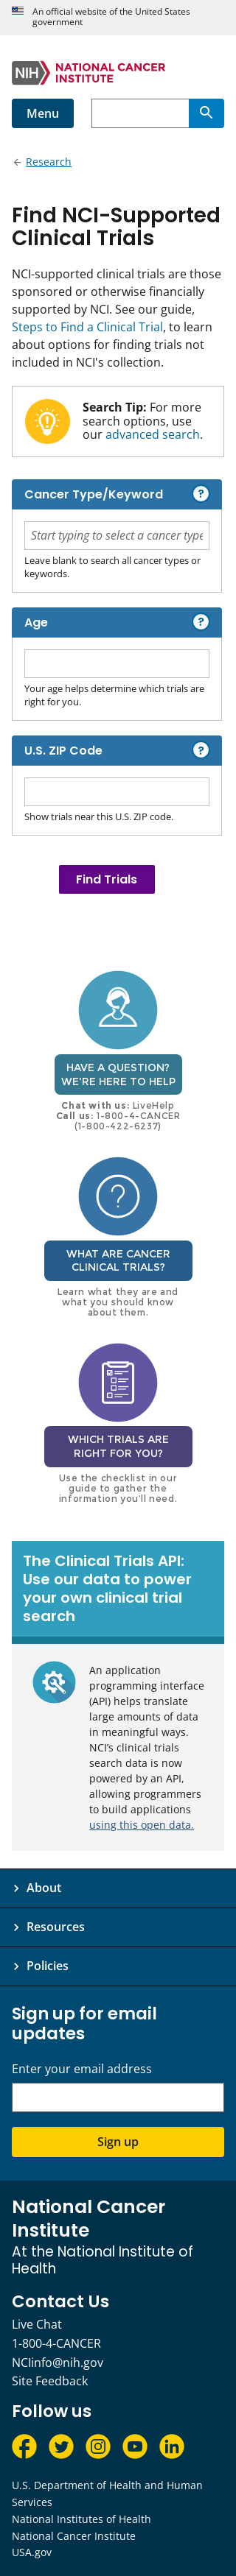 An official website of the United States
government
NIH
NATIONAL CANCER
INSTITUTE
Menu
← Research
Find NCI-Supported
Clinical Trials
NCI-supported clinical trials are those
sponsored or otherwise financially
supported by NCI. See our guide,
Steps to Find a Clinical Trial, to learn
about options for finding trials not
included in NCI's collection.
Search Tip: For more
search options, use
our advanced search.
Cancer Type/Keyword ?
Start typing to select a cancer type
Leave blank to search all cancer types or
keywords.
Age ?
Your age helps determine which trials are
right for you.
U.S. ZIP Code ?
Show trials near this U.S. ZIP code.
Find Trials
HAVE A QUESTION?
WE'RE HERE TO HELP
Chat with us: LiveHelp
Call us: 1-800-4-CANCER
(1-800-422-6237)
?
WHAT ARE CANCER
CLINICAL TRIALS?
Learn what they are and
what you should know
about them.
WHICH TRIALS ARE
RIGHT FOR YOU?
Use the checklist in our
guide to gather the
information you'll need.
The Clinical Trials API:
Use our data to power
your own clinical trial
search
An application
programming interface
(API) helps translate
large amounts of data
in meaningful ways.
NCI’s clinical trials
search data is now
powered by an API,
allowing programmers
to build applications
using this open data.
About
Resources
Policies
Sign up for email
updates
Enter your email address
Sign up
National Cancer
Institute
At the National Institute of
Health
Contact Us
Live Chat
1-800-4-CANCER
NCIinfo@nih.gov
Site Feedback
Follow us
U.S. Department of Health and Human
Services
National Institutes of Health
National Cancer Institute
USA.gov